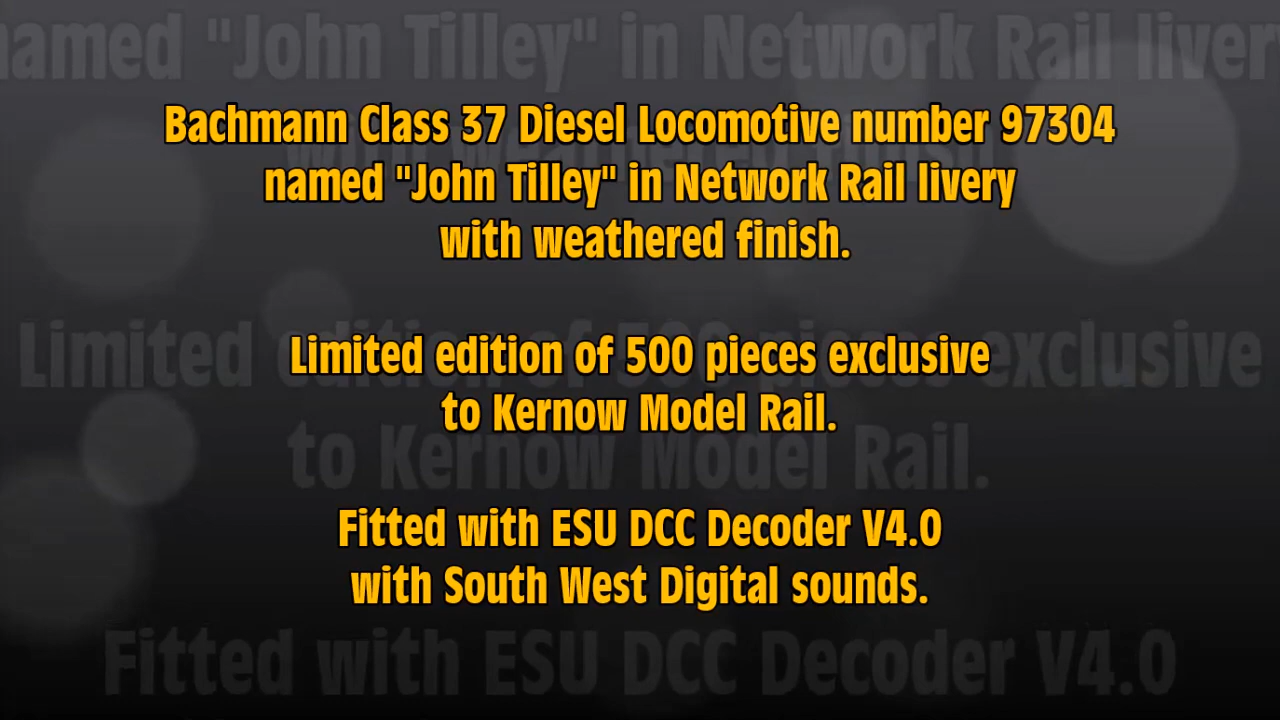 Bachmann Class 37 Diesel Locomotive number 97304
named "John Tilley" in Network Rail livery
with weathered finish.
Limited edition of 500 pieces exclusive
to Kernow Model Rail.
Fitted with ESU DCC Decoder V4.0
with South West Digital sounds.